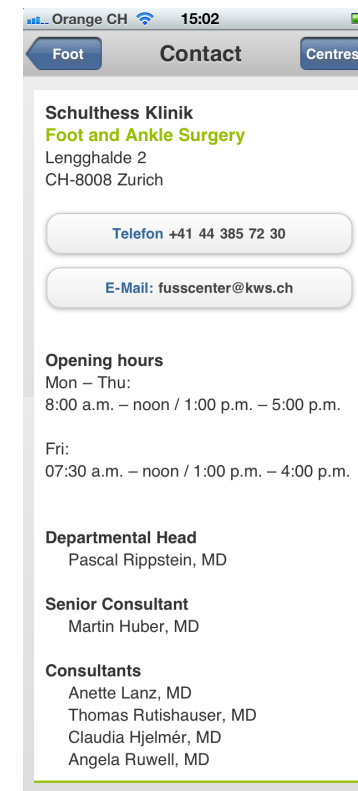 Orange CH 15:02
Foot Contact Centres
Schulthess Klinik
Foot and Ankle Surgery
Lengghalde 2
CH-8008 Zurich
Telefon +41 44 385 72 30
E-Mail: fusscenter@kws.ch
Opening hours
Mon – Thu:
8:00 a.m. – noon / 1:00 p.m. – 5:00 p.m.
Fri:
07:30 a.m. – noon / 1:00 p.m. – 4:00 p.m.
Departmental Head
Pascal Rippstein, MD
Senior Consultant
Martin Huber, MD
Consultants
Anette Lanz, MD
Thomas Rutishauser, MD
Claudia Hjelmér, MD
Angela Ruwell, MD